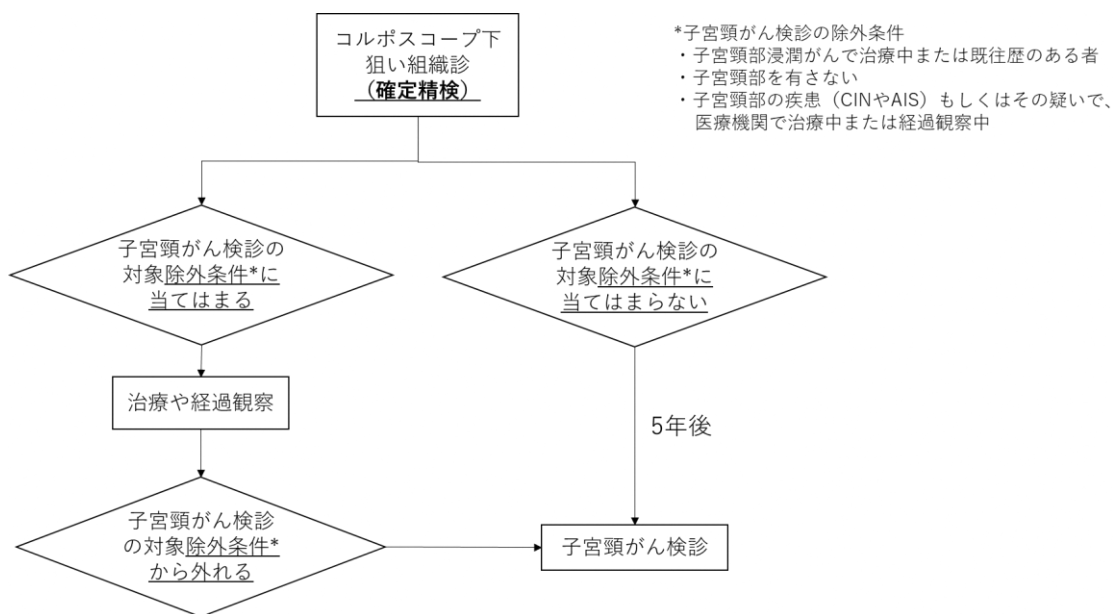 コルポスコープ下
狙い組織診
（確定精検）
*子宮頸がん検診の除外条件
・子宮頸部浸潤がんで治療中または既往歴のある者
・子宮頸部を有さない
・子宮頸部の疾患（CINやAIS）もしくはその疑いで、
医療機関で治療中または経過観察中
子宮頸がん検診の
対象除外条件*に
当てはまる
子宮頸がん検診の
対象除外条件*に
当てはまらない
治療や経過観察
5年後
子宮頸がん検診
の対象除外条件*
から外れる
子宮頸がん検診